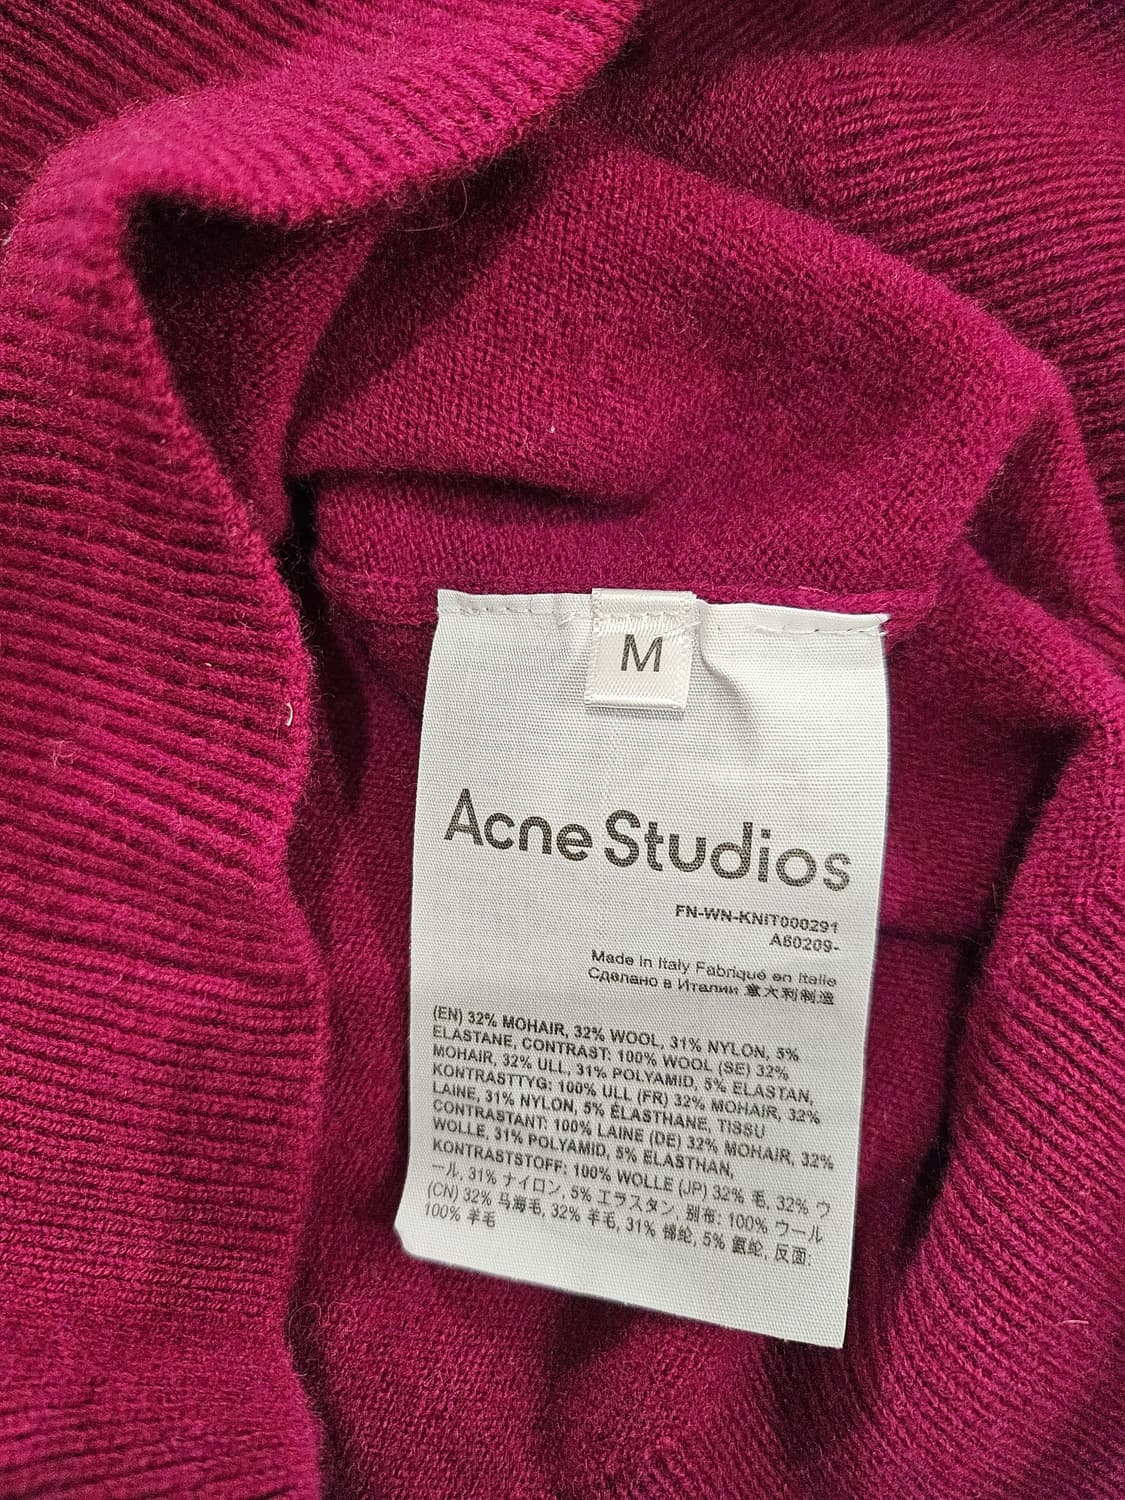 M
Acne Studios
FN-WN-KNIT000291
A60209-
Made in Italy Fabriqué en Italie
Сделано в Италии 意大利制造
(EN) 32% MOHAIR, 32% WOOL, 31% NYLON, 5%
ELASTANE, CONTRAST: 100% WOOL (SE) 32%
MOHAIR, 32% ULL, 31% POLYAMID, 5% ELASTAN,
KONTRASTTYG: 100% ULL (FR) 32% MOHAIR, 32%
LAINE, 31% NYLON, 5% ÉLASTHANE, TISSU
CONTRASTANT: 100% LAINE (DE) 32% MOHAIR, 32%
WOLLE, 31% POLYAMID, 5% ELASTHAN,
KONTRASTSTOFF: 100% WOLLE (JP) 32% 毛, 32% ウ
ール, 31% ナイロン, 5% エラスタン, 別布: 100% ウール
(CN) 32% 马海毛, 32% 羊毛, 31% 锦纶, 5% 氨纶, 反面:
100% 羊毛